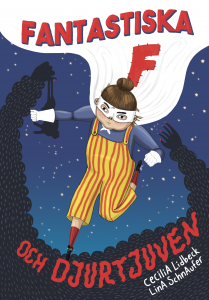 FANTASTISKA
F
OCH DJURTJUVEN
CECILIA Lidbeck
LINA SchnAufer